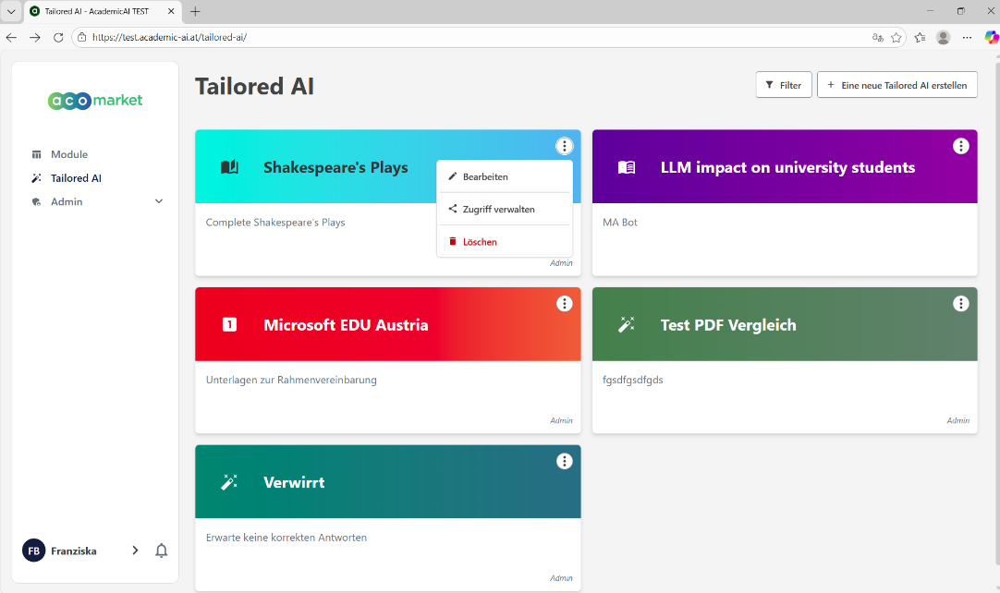 Tailored AI - AcademicAI TEST
https://test.academic-ai.at/tailored-ai/
aco market
Module
Tailored AI
Admin
FB Franziska
Tailored AI
Filter
+ Eine neue Tailored AI erstellen
Shakespeare's Plays
Bearbeiten
Zugriff verwalten
Löschen
Complete Shakespeare's Plays
Admin
LLM impact on university students
MA Bot
1
Microsoft EDU Austria
Unterlagen zur Rahmenvereinbarung
Admin
Test PDF Vergleich
fgsdfgsdfgds
Admin
Verwirrt
Erwarte keine korrekten Antworten
Admin